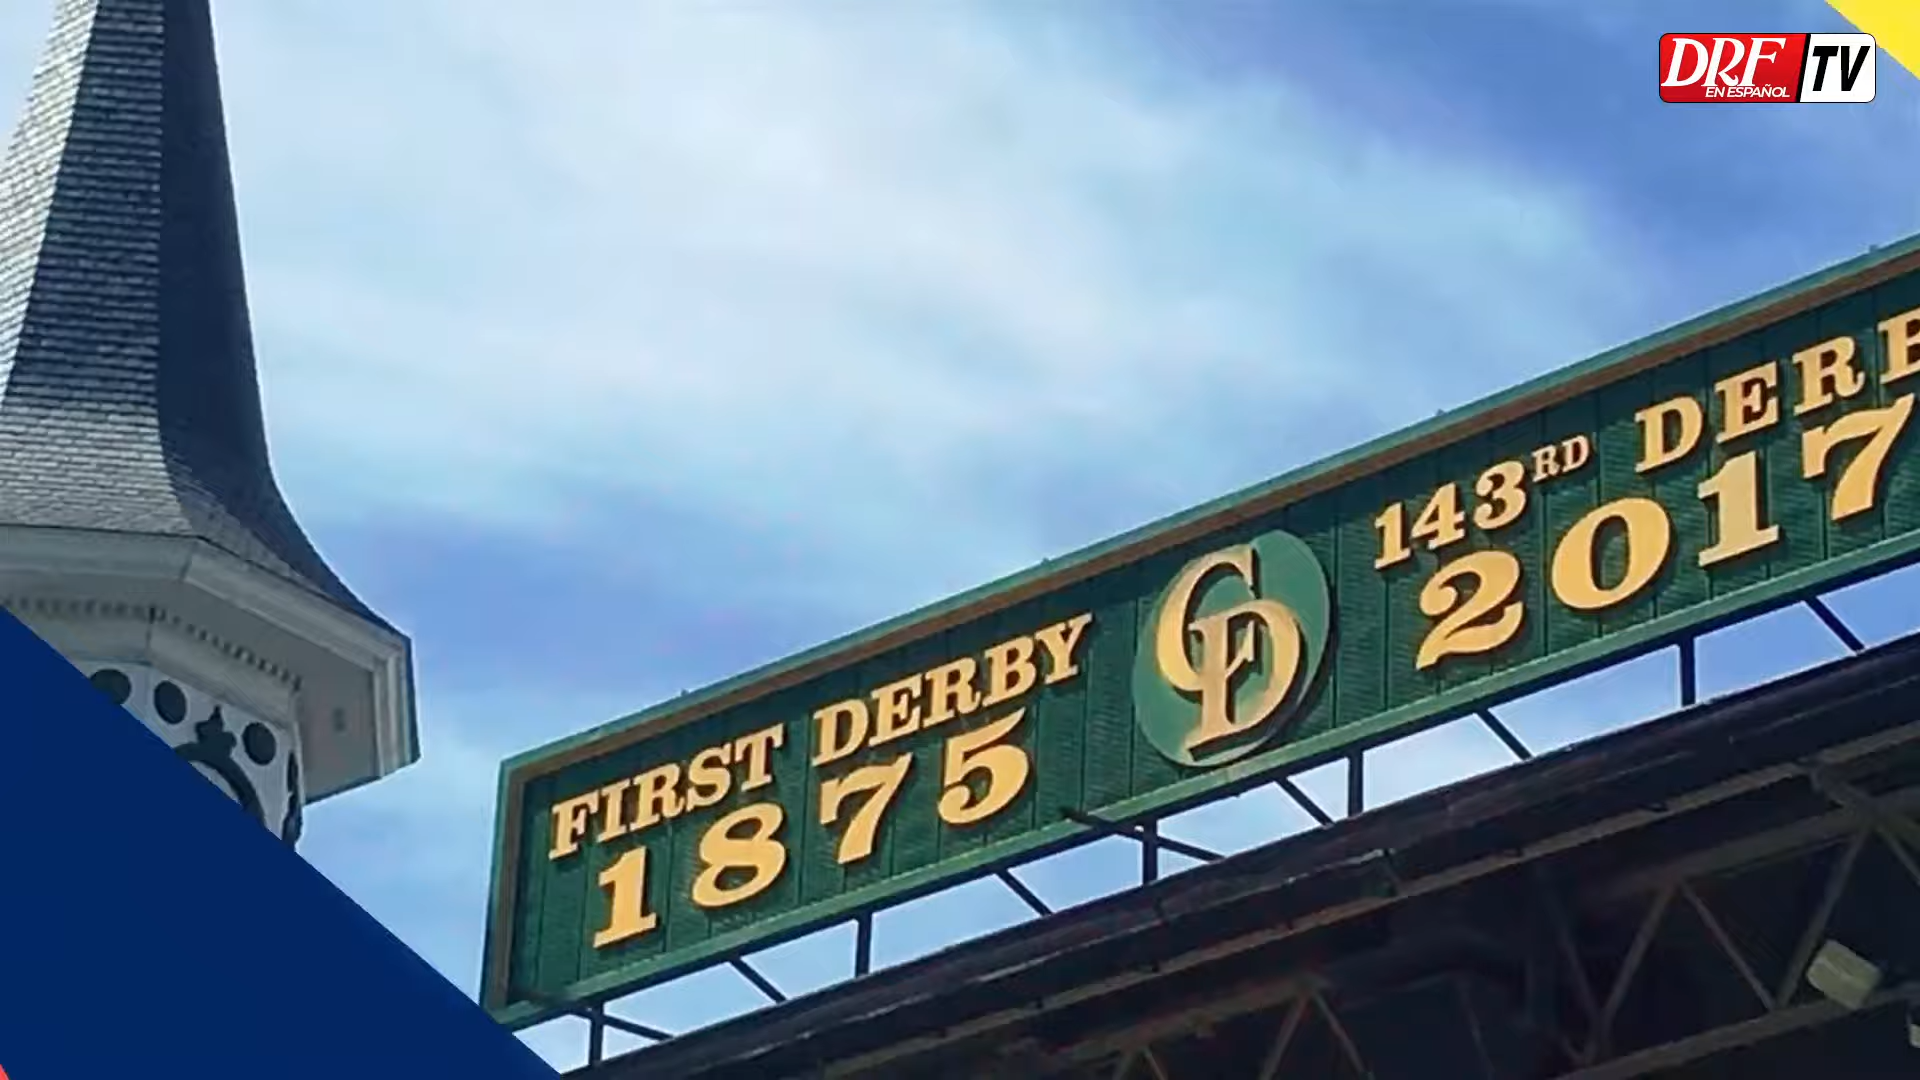 DRF TV
EN ESPAÑOL
143RD DERB
2017
CD
FIRST DERBY
1875